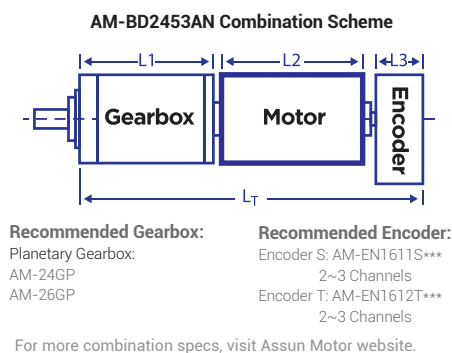 AM-BD2453AN Combination Scheme
L1
L2
L3
Gearbox
Motor
Encoder
LT
Recommended Gearbox:
Planetary Gearbox:
AM-24GP
AM-26GP
Recommended Encoder:
Encoder S: AM-EN1611S***
2~3 Channels
Encoder T: AM-EN1612T***
2~3 Channels
For more combination specs, visit Assun Motor website.